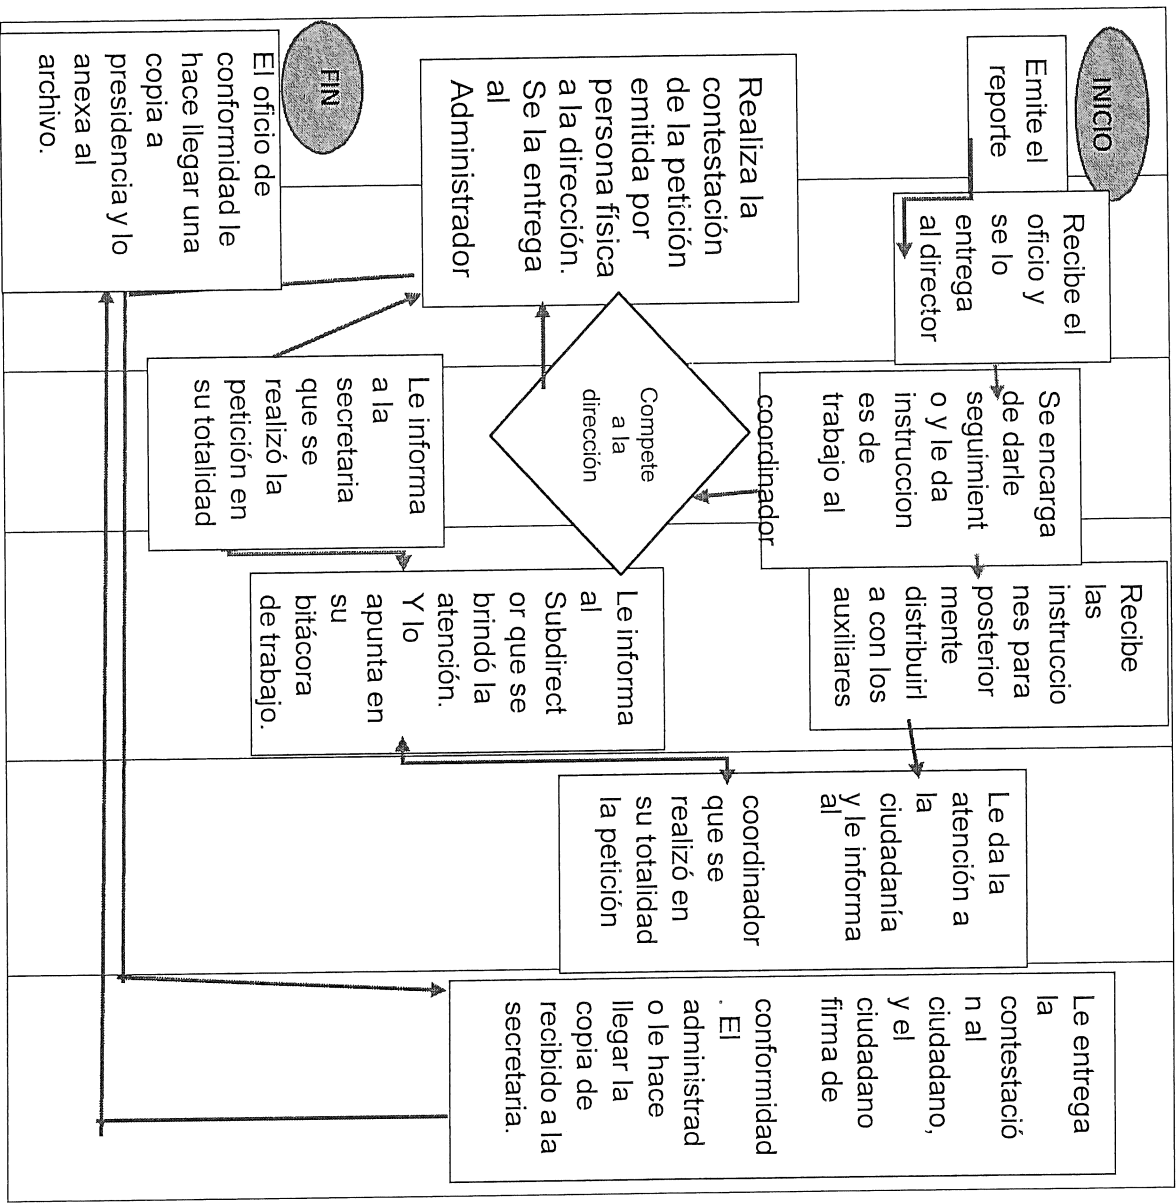 INICIO
Emite el
reporte
Recibe el
oficio y
se lo
entrega
al director
Se encarga
de darle
seguimient
o y le da
instruccion
es de
trabajo al
coordinador
Recibe
las
instruccio
nes para
posterior
mente
distribuirl
a con los
auxiliares
Le da la
atención a
la
ciudadanía
y le informa
al
coordinador
que se
realizó en
su totalidad
la petición
Le entrega
la
contestació
n al
ciudadano,
y el
ciudadano
firma de
conformidad
. El
administrad
o le hace
llegar la
copia de
recibido a la
secretaria.
Compete
a la
dirección
Realiza la
contestación
de la petición
emitida por
persona física
a la dirección.
Se la entrega
al
Administrador
Le informa
a la
secretaria
que se
realizó la
petición en
su totalidad
Le informa
al
Subdirect
or que se
brindó la
atención.
Y lo
apunta en
su
bitácora
de trabajo.
FIN
El oficio de
conformidad le
hace llegar una
copia a
presidencia y lo
anexa al
archivo.